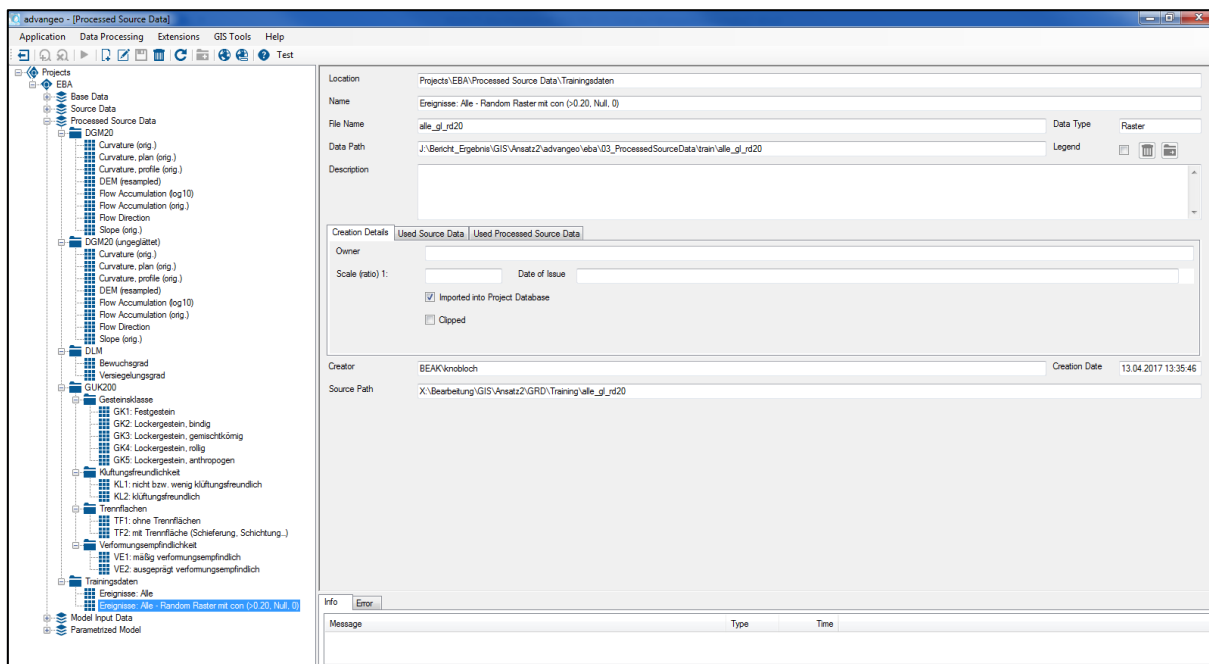 advangeo - [Processed Source Data]
Application Data Processing Extensions GIS Tools Help
Test
Projects
EBA
Base Data
Source Data
Processed Source Data
DGM20
Curvature (orig.)
Curvature, plan (orig.)
Curvature, profile (orig.)
DEM (resampled)
Flow Accumulation (log10)
Flow Accumulation (orig.)
Flow Direction
Slope (orig.)
DGM20 (ungeglättet)
Curvature (orig.)
Curvature, plan (orig.)
Curvature, profile (orig.)
DEM (resampled)
Flow Accumulation (log10)
Flow Accumulation (orig.)
Flow Direction
Slope (orig.)
DLM
Bewuchsgrad
Versiegelungsgrad
GUK200
Gesteinsklasse
GK1: Festgestein
GK2: Lockergestein, bindig
GK3: Lockergestein, gemischtkörnig
GK4: Lockergestein, rollig
GK5: Lockergestein, anthropogen
Klüftungsfreundlichkeit
KL1: nicht bzw. wenig klüftungsfreundlich
KL2: klüftungsfreundlich
Trennflächen
TF1: ohne Trennflächen
TF2: mit Trennfläche (Schieferung, Schichtung...)
Verformungsempfindlichkeit
VE1: mäßig verformungsempfindlich
VE2: ausgeprägt verformungsempfindlich
Trainingsdaten
Ereignisse: Alle
Ereignisse: Alle - Random Raster mit con (>0.20, Null, 0)
Model Input Data
Parametrized Model
Location Projects\EBA\Processed Source Data\Trainingsdaten
Name Ereignisse: Alle - Random Raster mit con (>0.20, Null, 0)
File Name alle_gl_rd20 Data Type Raster
Data Path J:\Bericht_Ergebnis\GIS\Ansatz2\advangeo\eba\03_ProcessedSourceData\train\alle_gl_rd20 Legend
Description
Creation Details Used Source Data Used Processed Source Data
Owner
Scale (ratio) 1: Date of Issue
Imported into Project Database
Clipped
Creator BEAK\knobloch Creation Date 13.04.2017 13:35:46
Source Path X:\Bearbeitung\GIS\Ansatz2\GRD\Training\alle_gl_rd20
Info Error
Message Type Time